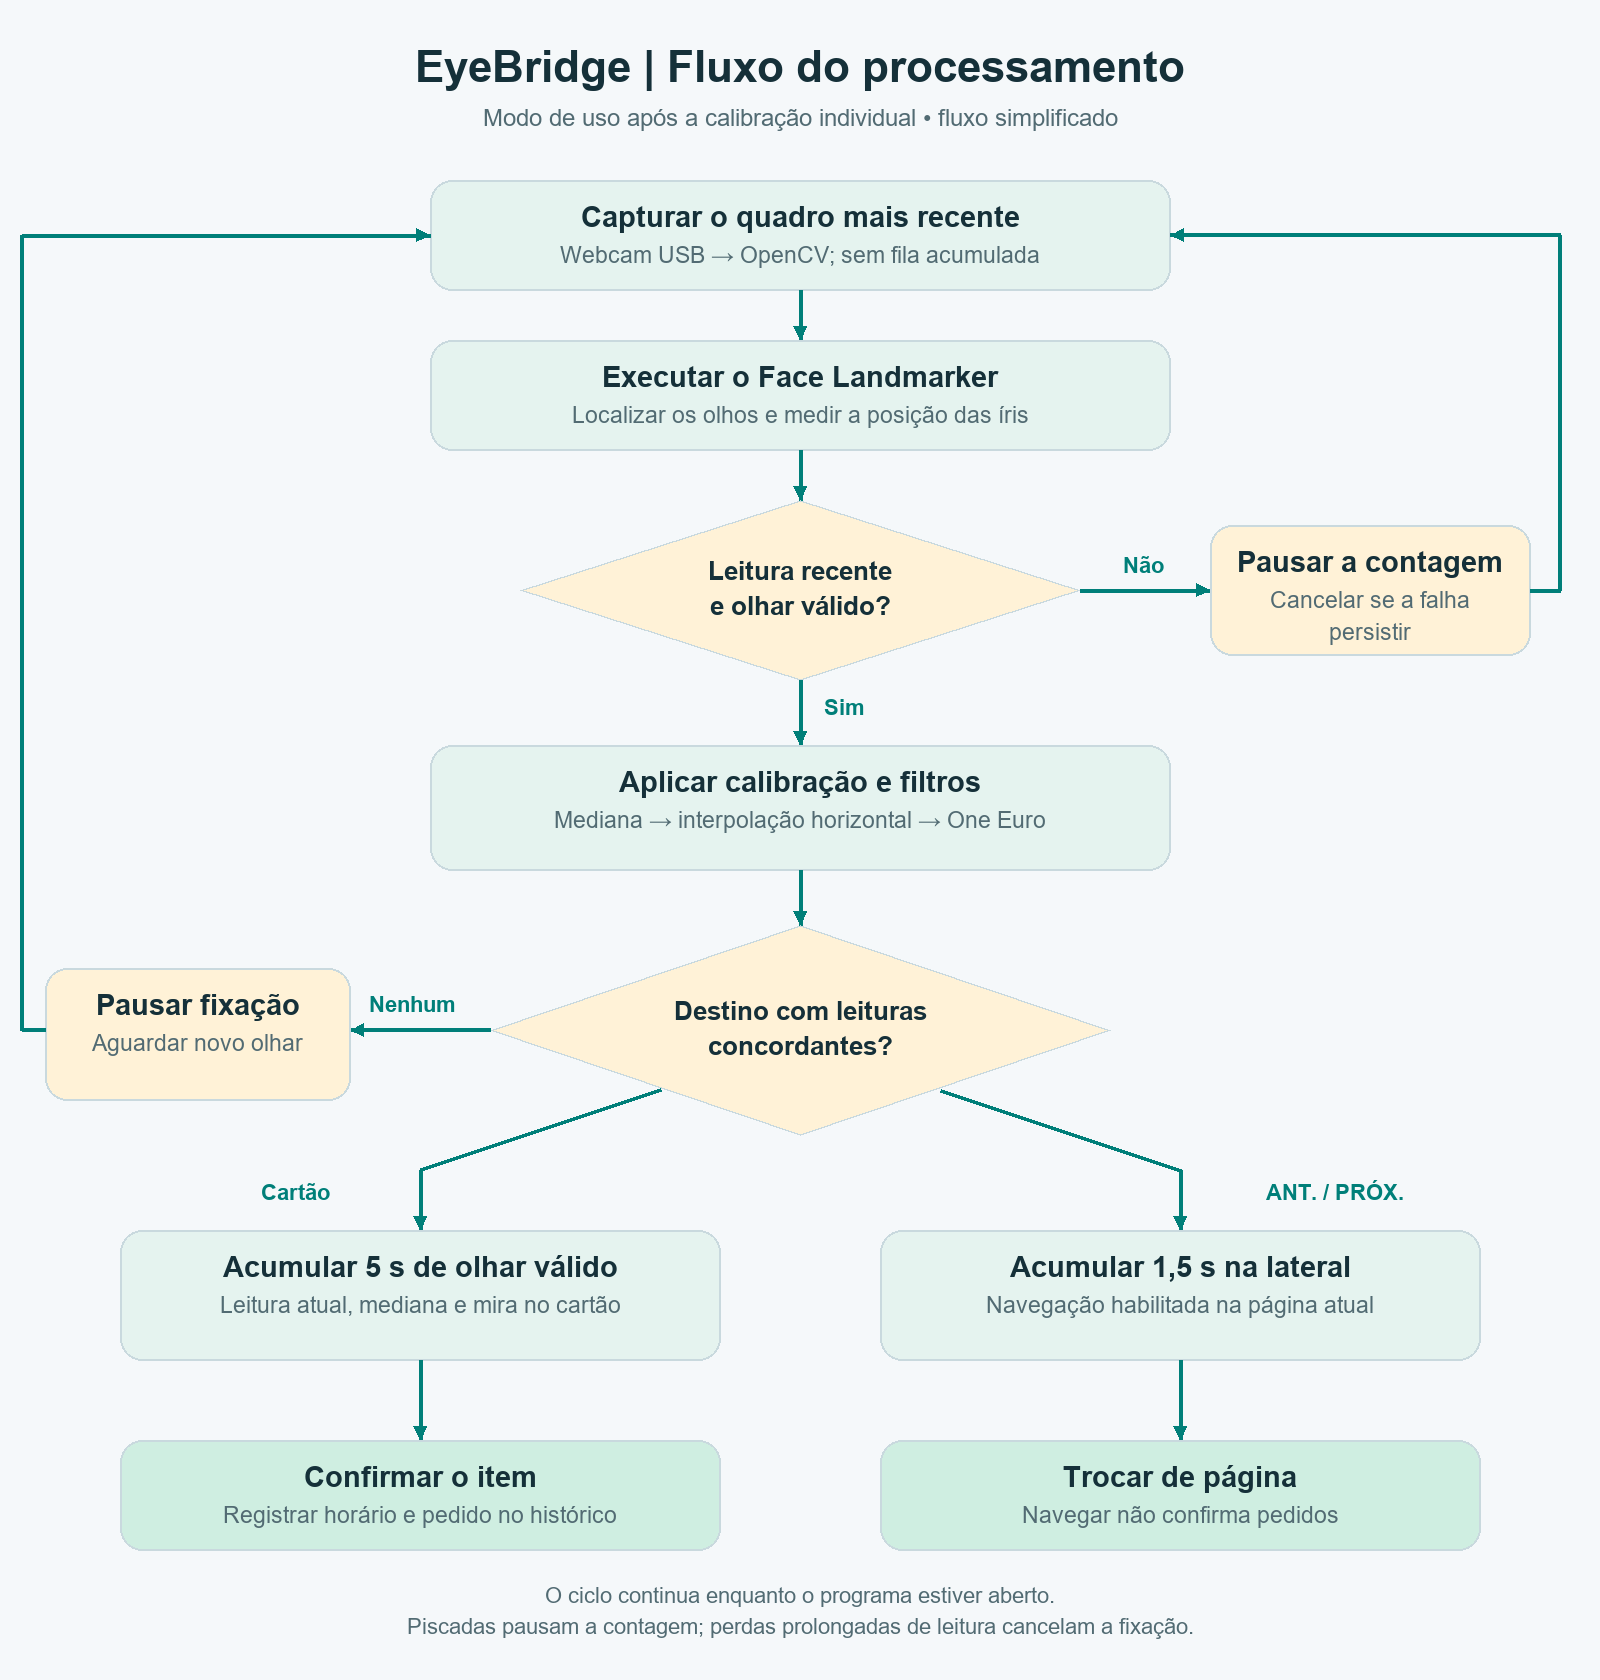 EyeBridge | Fluxo do processamento
Modo de uso após a calibração individual • fluxo simplificado
Capturar o quadro mais recente
Webcam USB → OpenCV; sem fila acumulada
Executar o Face Landmarker
Localizar os olhos e medir a posição das íris
Leitura recente
e olhar válido?
Não
Pausar a contagem
Cancelar se a falha
persistir
Sim
Aplicar calibração e filtros
Mediana → interpolação horizontal → One Euro
Destino com leituras
concordantes?
Nenhum
Pausar fixação
Aguardar novo olhar
Cartão
ANT. / PRÓX.
Acumular 5 s de olhar válido
Leitura atual, mediana e mira no cartão
Acumular 1,5 s na lateral
Navegação habilitada na página atual
Confirmar o item
Registrar horário e pedido no histórico
Trocar de página
Navegar não confirma pedidos
O ciclo continua enquanto o programa estiver aberto.
Piscadas pausam a contagem; perdas prolongadas de leitura cancelam a fixação.